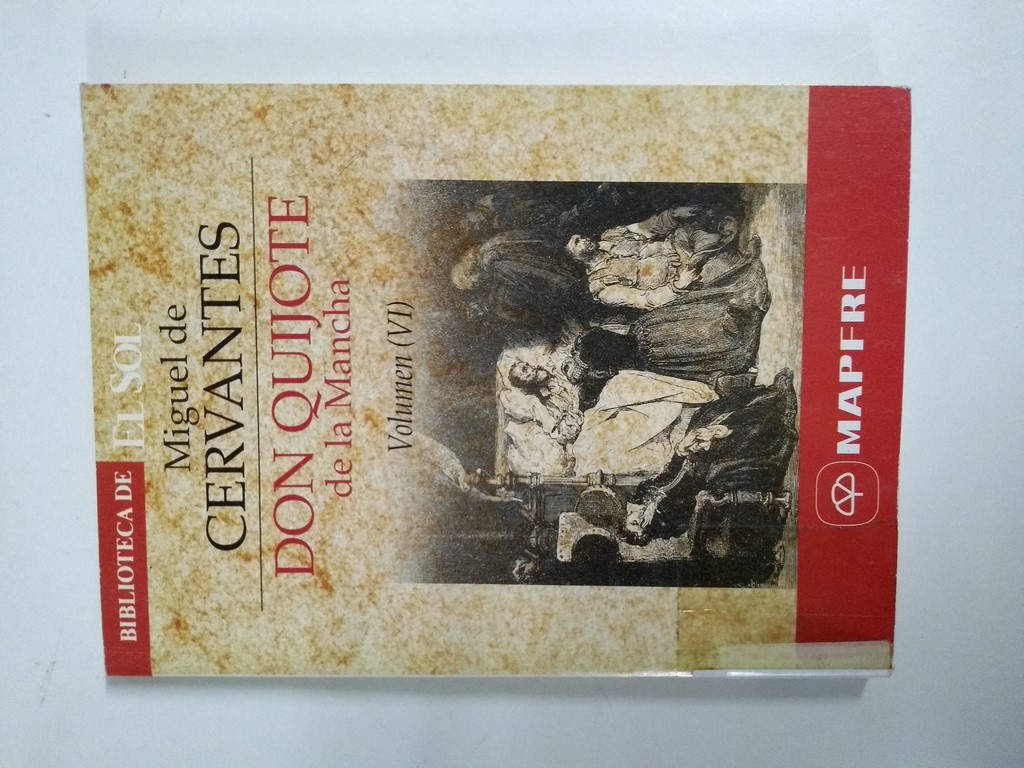 BIBLIOTECA DE EL SOL
Miguel de
CERVANTES
DON QUIJOTE
de la Mancha
Volumen (VI)
MAPFRE